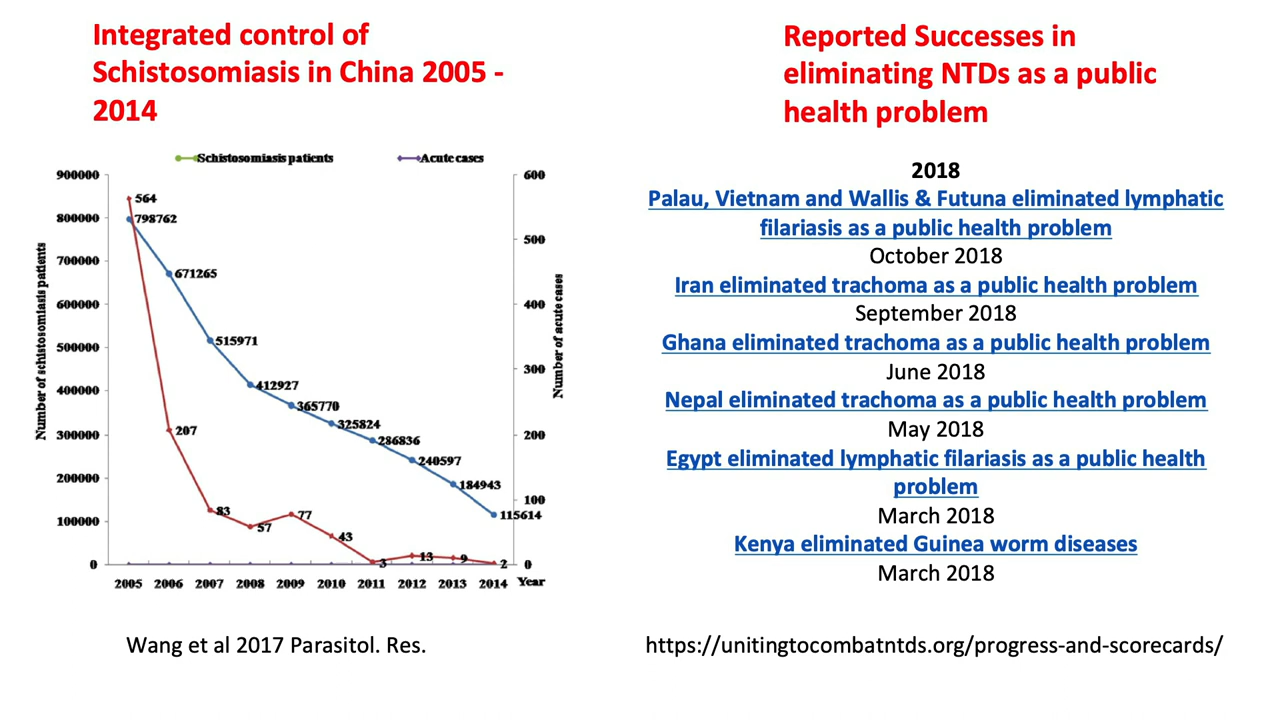 Integrated control of
Schistosomiasis in China 2005 -
2014
Schistosomiasis patients
Acute cases
Number of schistosomiasis patients
900000
800000
700000
600000
500000
400000
300000
200000
100000
0
564
798762
671265
515971
412927
365770
325824
286836
240597
184943
115614
207
83
57
77
43
3
13
9
2
600
500
400
300
200
100
0
Number of acute cases
2005 2006 2007 2008 2009 2010 2011 2012 2013 2014 Year
Wang et al 2017 Parasitol. Res.
Reported Successes in
eliminating NTDs as a public
health problem
2018
Palau, Vietnam and Wallis & Futuna eliminated lymphatic
filariasis as a public health problem
October 2018
Iran eliminated trachoma as a public health problem
September 2018
Ghana eliminated trachoma as a public health problem
June 2018
Nepal eliminated trachoma as a public health problem
May 2018
Egypt eliminated lymphatic filariasis as a public health
problem
March 2018
Kenya eliminated Guinea worm diseases
March 2018
https://unitingtocombatntds.org/progress-and-scorecards/